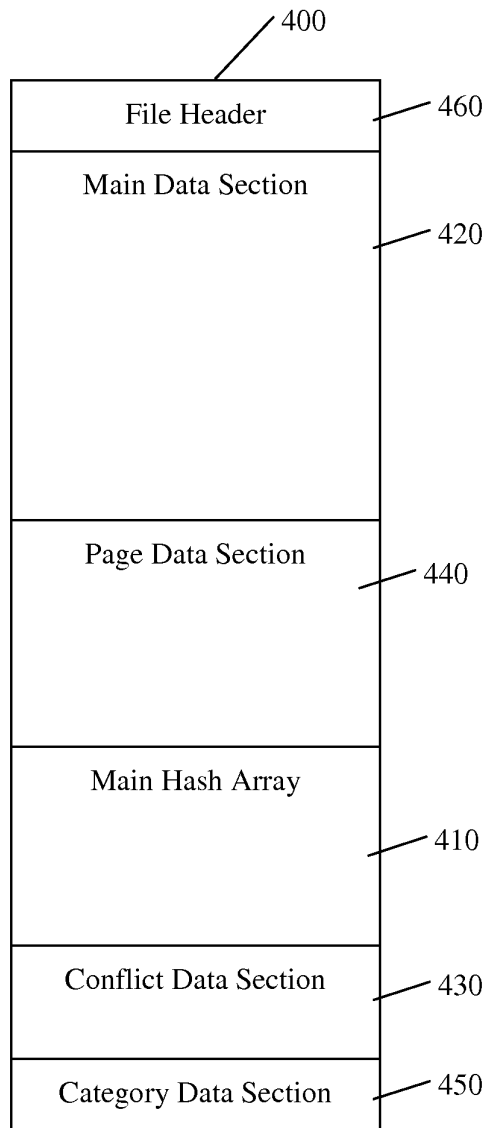 400
File Header
460
Main Data Section
420
Page Data Section
440
Main Hash Array
410
Conflict Data Section
430
Category Data Section
450